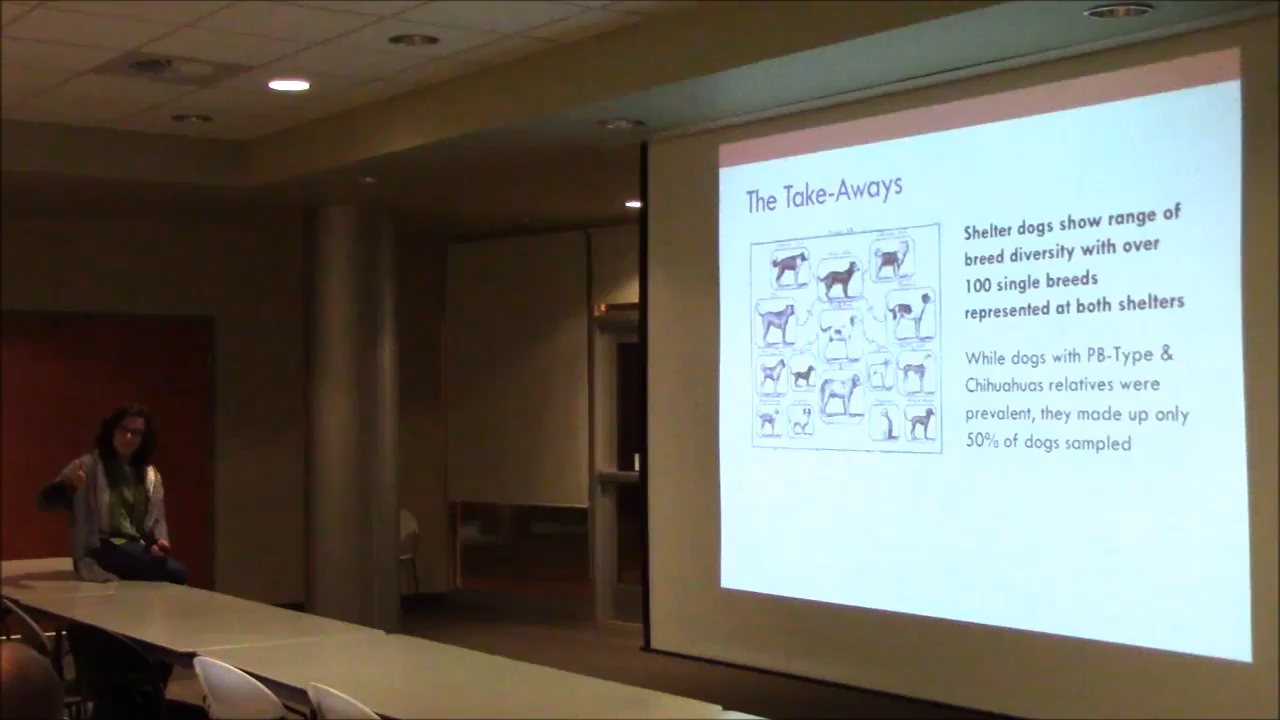 The Take-Aways
Shelter dogs show range of
breed diversity with over
100 single breeds
represented at both shelters
While dogs with PB-Type &
Chihuahuas relatives were
prevalent, they made up only
50% of dogs sampled